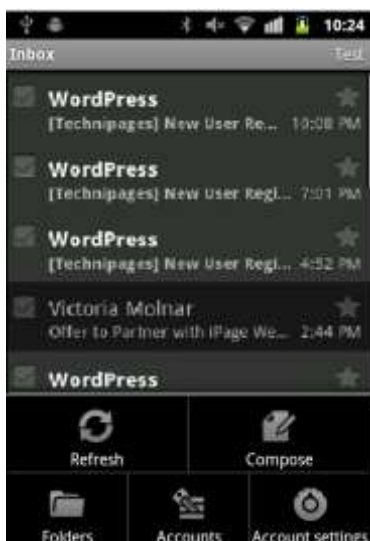 10:24
Inbox Test
WordPress
[Technipages] New User Re... 10:08 PM
WordPress
[Technipages] New User Regi... 7:01 PM
WordPress
[Technipages] New User Regi... 4:52 PM
Victoria Molnar
Offer to Partner with iPage We... 2:44 PM
WordPress
Refresh Compose
Folders Accounts Account settings